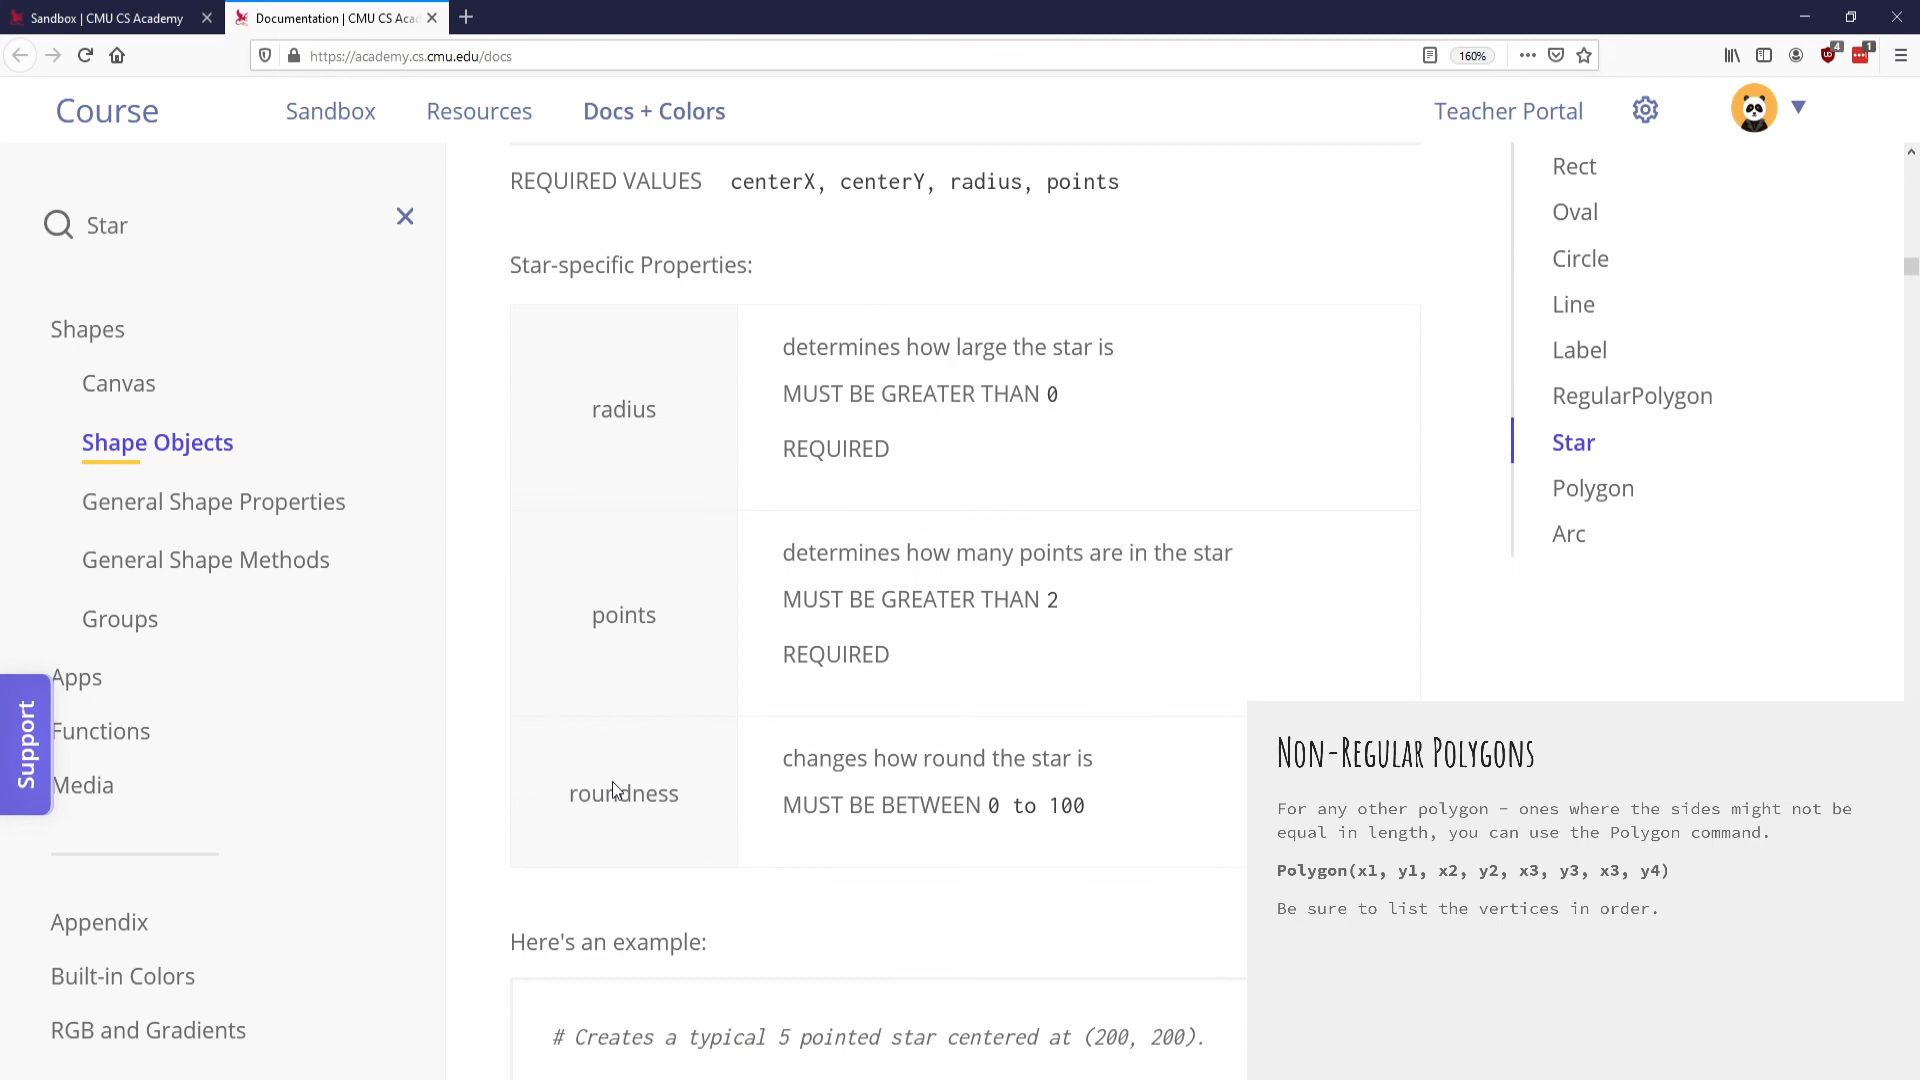 Sandbox | CMU CS Academy
Documentation | CMU CS Aca
https://academy.cs.cmu.edu/docs
160%
4
1
Course
Sandbox
Resources
Docs + Colors
Teacher Portal
Star
Shapes
Canvas
Shape Objects
General Shape Properties
General Shape Methods
Groups
Apps
Functions
Media
Support
Appendix
Built-in Colors
RGB and Gradients
REQUIRED VALUES centerX, centerY, radius, points
Star-specific Properties:
radius
determines how large the star is
MUST BE GREATER THAN 0
REQUIRED
points
determines how many points are in the star
MUST BE GREATER THAN 2
REQUIRED
roundness
changes how round the star is
MUST BE BETWEEN 0 to 100
Here's an example:
# Creates a typical 5 pointed star centered at (200, 200).
Rect
Oval
Circle
Line
Label
RegularPolygon
Star
Polygon
Arc
Non-Regular Polygons
For any other polygon - ones where the sides might not be
equal in length, you can use the Polygon command.
Polygon(x1, y1, x2, y2, x3, y3, x3, y4)
Be sure to list the vertices in order.